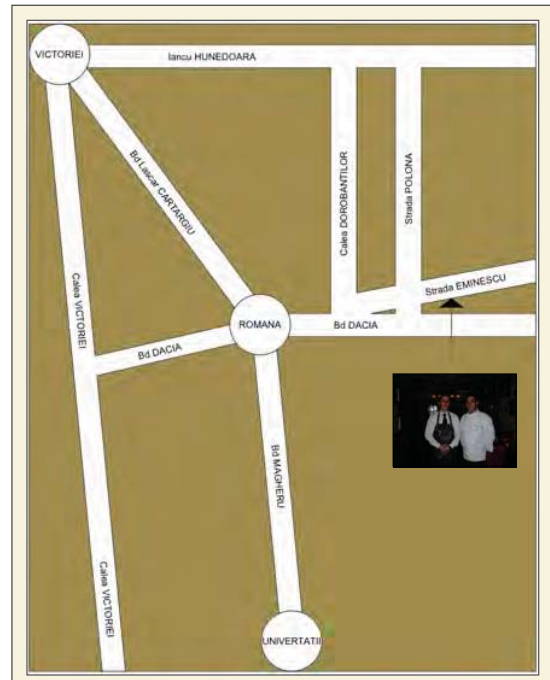 VICTORIEI
Iancu HUNEDOARA
Bd Lascar CARTARGIU
Calea DOROBANTILOR
Strada POLONA
Calea VICTORIEI
Strada EMINESCU
ROMANA
Bd DACIA
Bd DACIA
Bd MAGHERU
Calea VICTORIEI
UNIVERTATII